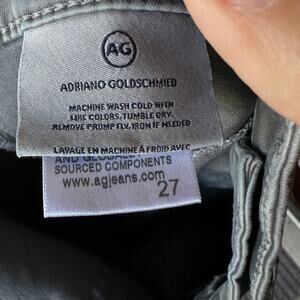 AG
ADRIANO GOLDSCHMIED
MACHINE WASH COLD WITH
LIKE COLORS, TUMBLE DRY.
REMOVE PROMPTLY, IRON IF NEEDED
LAVAGE EN MACHINE À FROID AVEC
AND GLOBALLY
SOURCED COMPONENTS
www.agjeans.com
27